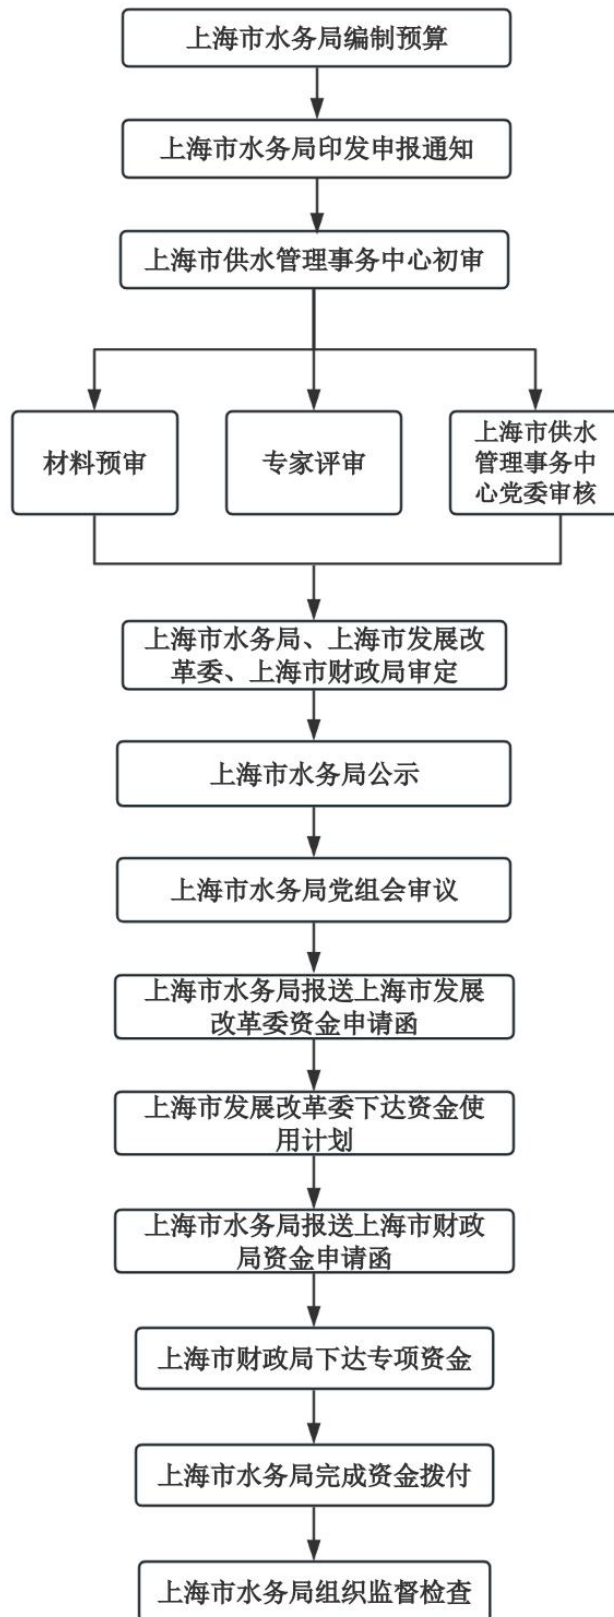 上海市水务局编制预算
上海市水务局印发申报通知
上海市供水管理事务中心初审
材料预审
专家评审
上海市供水
管理事务中
心党委审核
上海市水务局、上海市发展改
革委、上海市财政局审定
上海市水务局公示
上海市水务局党组会审议
上海市水务局报送上海市发展
改革委资金申请函
上海市发展改革委下达资金使
用计划
上海市水务局报送上海市财政
局资金申请函
上海市财政局下达专项资金
上海市水务局完成资金拨付
上海市水务局组织监督检查